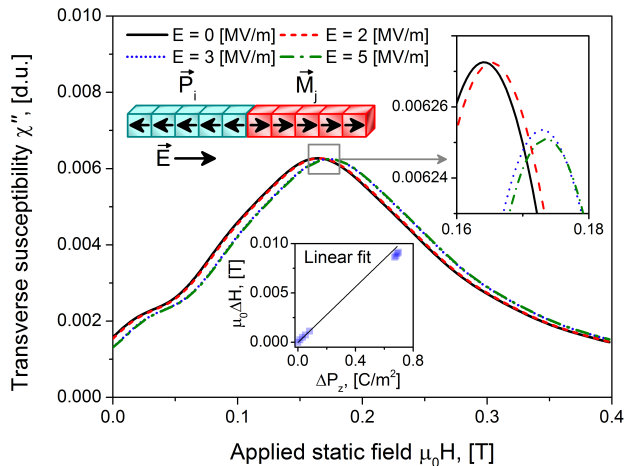 0.010
0.008
0.006
0.004
0.002
0.000
Transverse susceptibility χ″, [d.u.]
E = 0 [MV/m]
E = 2 [MV/m]
E = 3 [MV/m]
E = 5 [MV/m]
P⃗i
M⃗j
E⃗
0.00626
0.00624
0.16
0.18
Linear fit
0.010
0.005
0.000
μ0ΔH, [T]
0.0
0.4
0.8
ΔPz, [C/m²]
0.0
0.1
0.2
0.3
0.4
Applied static field μ0H, [T]